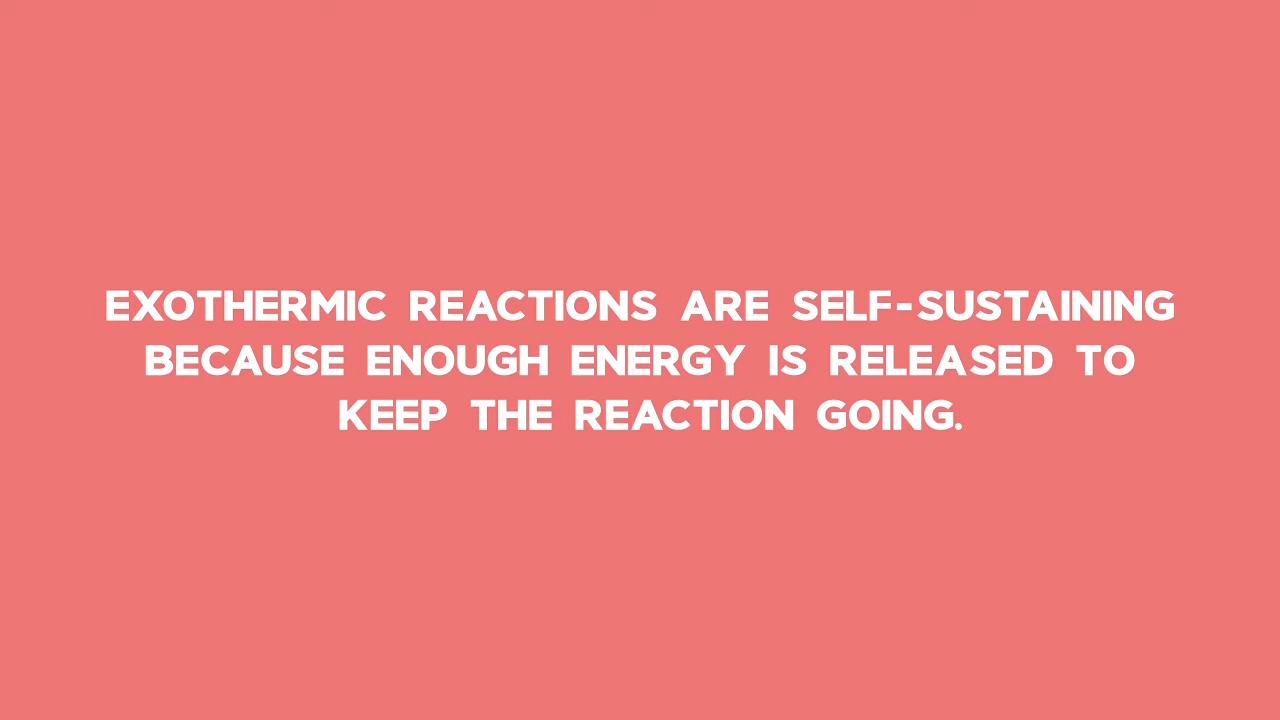 EXOTHERMIC REACTIONS ARE SELF-SUSTAINING
BECAUSE ENOUGH ENERGY IS RELEASED TO
KEEP THE REACTION GOING.